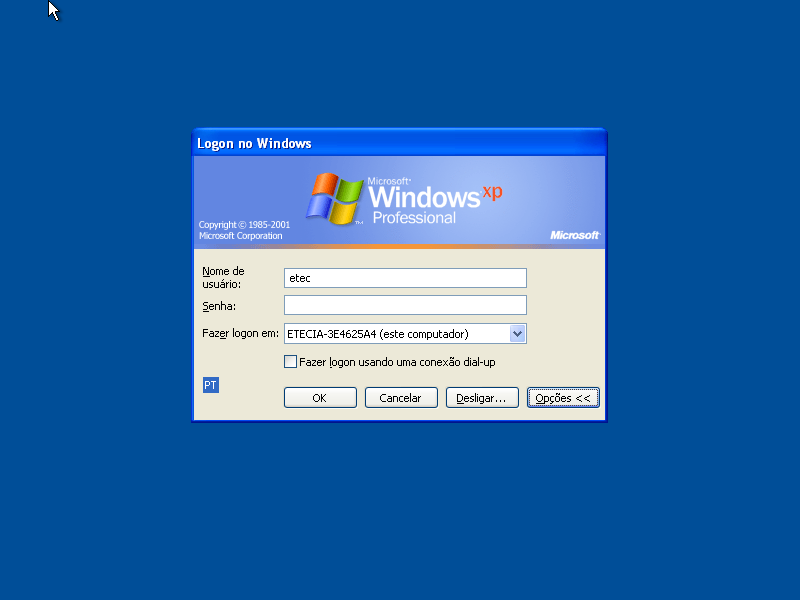 Logon no Windows
Microsoft®
Windows xp
Professional
TM
Copyright © 1985-2001
Microsoft Corporation
Microsoft®
Nome de
usuário:
etec
Senha:
Fazer logon em:
ETECIA-3E4625A4 (este computador)
Fazer logon usando uma conexão dial-up
PT
OK
Cancelar
Desligar...
Opções <<